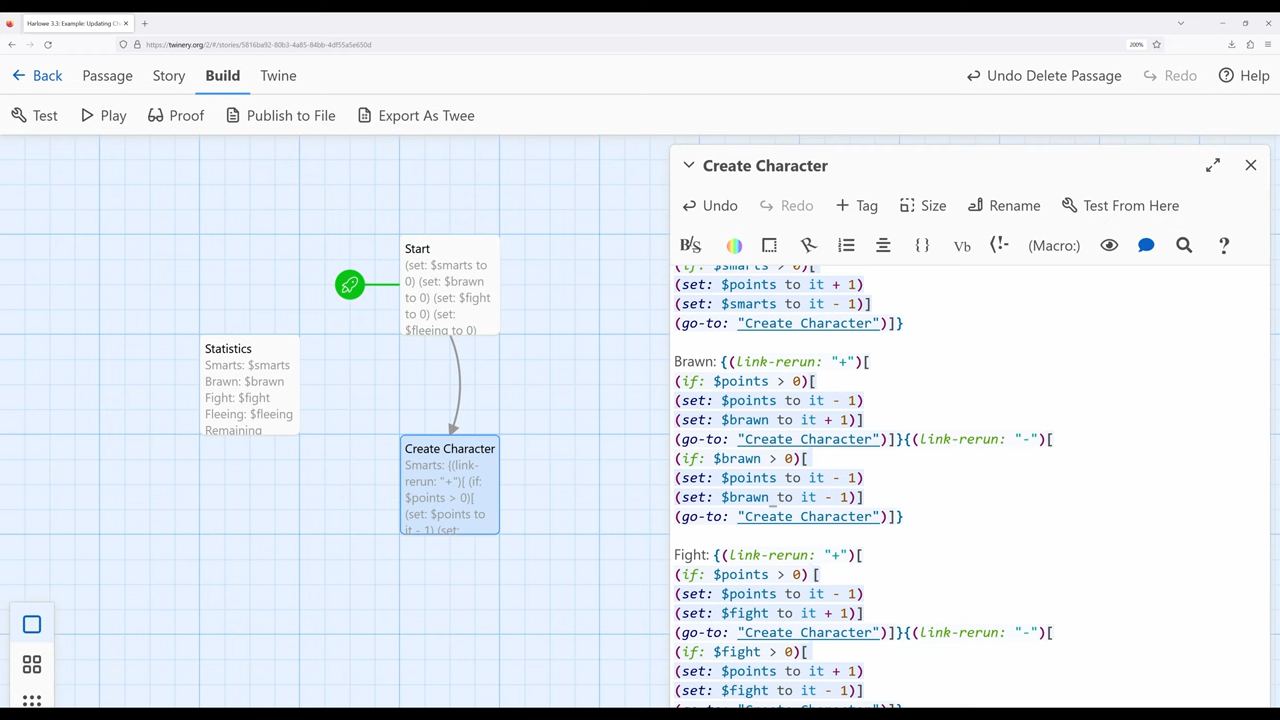 Harlowe 3.3: Example: Updating Ch
https://twinery.org/2/#/stories/5816ba92-80b3-4a85-84bb-4df55a5e650d
200%
Back
Passage
Story
Build
Twine
Undo Delete Passage
Redo
Help
Test
Play
Proof
Publish to File
Export As Twee
Start
(set: $smarts to
0) (set: $brawn
to 0) (set: $fight
to 0) (set:
$fleeing to 0)
Statistics
Smarts: $smarts
Brawn: $brawn
Fight: $fight
Fleeing: $fleeing
Remaining
Create Character
Smarts: {(link-
rerun: "+")[ (if:
$points > 0)[
(set: $points to
it - 1) (set:
Create Character
Undo
Redo
Tag
Size
Rename
Test From Here
B/S
{ }
Vb
(!-
(Macro:)
?
(if: $smarts > 0)[
(set: $points to it + 1)
(set: $smarts to it - 1)]
(go-to: "Create Character")]}
Brawn: {(link-rerun: "+")[
(if: $points > 0)[
(set: $points to it - 1)
(set: $brawn to it + 1)]
(go-to: "Create Character")]}{(link-rerun: "-")[
(if: $brawn > 0)[
(set: $points to it - 1)
(set: $brawn to it - 1)]
(go-to: "Create Character")]}
Fight: {(link-rerun: "+")[
(if: $points > 0) [
(set: $points to it - 1)
(set: $fight to it + 1)]
(go-to: "Create Character")]}{(link-rerun: "-")[
(if: $fight > 0)[
(set: $points to it + 1)
(set: $fight to it - 1)]